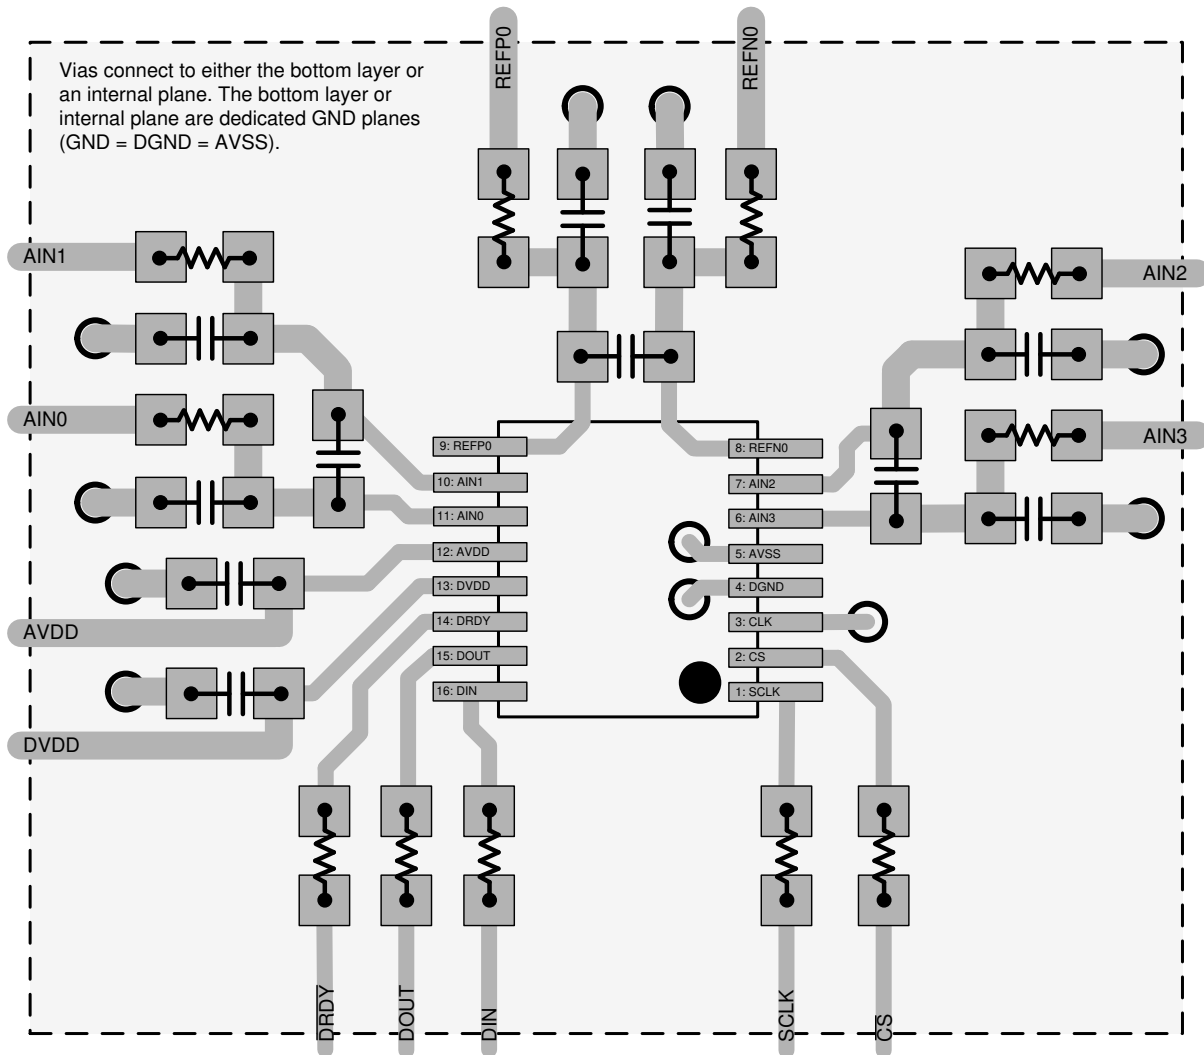 REFP0
REFN0
Vias connect to either the bottom layer or
an internal plane. The bottom layer or
internal plane are dedicated GND planes
(GND = DGND = AVSS).
AIN1
AIN2
AIN0
AIN3
9: REFP0
8: REFN0
10: AIN1
7: AIN2
11: AIN0
6: AIN3
12: AVDD
5: AVSS
13: DVDD
4: DGND
14: DRDY
3: CLK
15: DOUT
2: CS
16: DIN
1: SCLK
AVDD
DVDD
D̅R̅D̅Y̅
DOUT
DIN
SCLK
C̅S̅